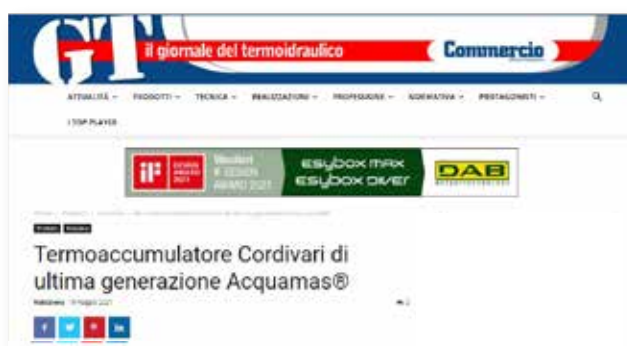 GT il giornale del termoidraulico Commercio
ATTUALITÀ PRODOTTI TECNICA REALIZZAZIONI PROFESSIONE NORMATIVA PROTAGONISTI
I TOP PLAYER
iF DESIGN AWARD 2021 Winner iF DESIGN AWARD 2021 esybox max DAB
esybox diver
Termoaccumulatore Cordivari di
ultima generazione Acquamas®